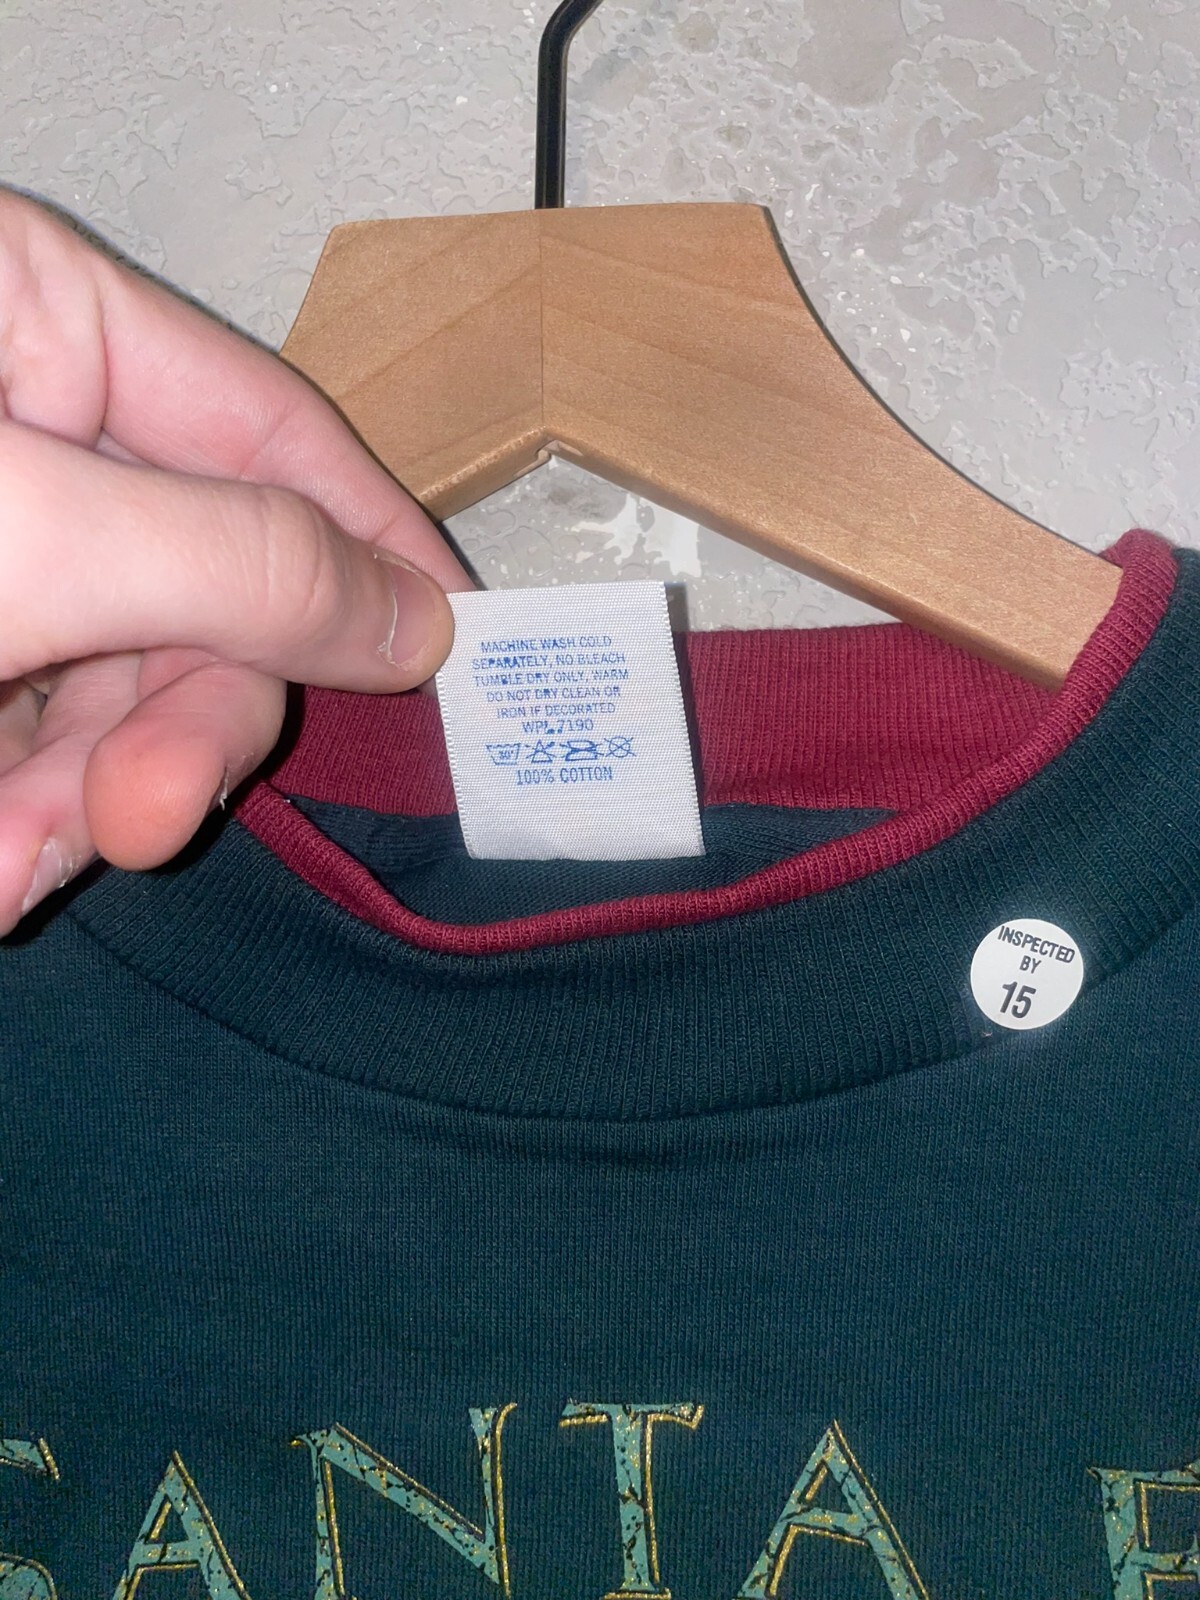 MACHINE WASH COLD
SEPARATELY, NO BLEACH
TUMBLE DRY ONLY, WARM
DO NOT DRY CLEAN OR
IRON IF DECORATED
WPL 7190
30°
100% COTTON
INSPECTED
BY
15
SANTA F